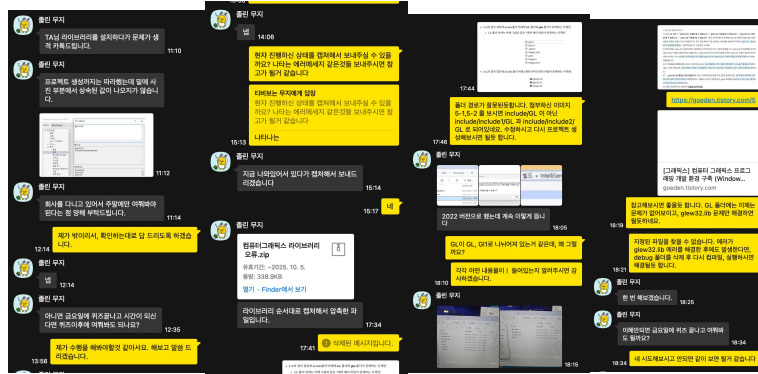 졸린 무지
TA님 라이브러리를 설치하다가 문제가 생
겨 카톡드립니다.
11:10
졸린 무지
프로젝트 생성까지는 따라했는데 밑에 사
진 부분에서 상속된 값이 나오지가 않습니
다.
11:12
졸린 무지
회사를 다니고 있어서 주말에만 여쭤봐야
된다는 점 양해 부탁드립니다.
11:14
제가 밖이라서, 확인하는대로 답 드리도록 하겠습
니다.
12:14
졸린 무지
넵
12:14
졸린 무지
아니면 금요일에 퀴즈끝나고 시간이 되신
다면 퀴즈이후에 여쭤봐도 되나요?
12:35
제가 수행을 해봐야할것 같아서요. 해보고 말씀 드
리겠습니다.
13:56
졸린 무지
넵
14:06
현재 진행하신 상태를 캡쳐해서 보내주실 수 있을
까요? 나타는 에러메세지 같은것들을 보내주시면 참
고가 될거 같습니다
티비보는 무지에게 답장
현재 진행하신 상태를 캡쳐해서 보내주실 수 있을
까요? 나타는 에러메세지 같은것들을 보내주시면 참
고가 될거 같습니다
나타나는
15:13
졸린 무지
지금 나와있어서 있다가 캡쳐해서 보내드
리겠습니다
15:14
네
15:17
졸린 무지
컴퓨터그래픽스 라이브러리
오류.zip
유효기간: ~2025. 10. 5.
용량: 338.9KB
열기 · Finder에서 보기
라이브러리 순서대로 캡쳐해서 압축한 파
일입니다.
17:34
삭제된 메시지입니다.
17:41
17:44
폴더 경로가 잘못된듯합니다. 첨부하신 이미지
5-1,5-2 를 보시면 include/GL 이 아닌
include/include1/GL 과 include/include2/
GL 로 되어있네요. 수정하시고 다시 프로젝트 생
성해보시면 될듯 합니다.
17:46
졸린 무지
2022 버전으로 했는데 계속 이렇게 뜹니
다
18:05
GL이 GL, Gl1로 나뉘어져 있는거 같은데, 왜 그럴
까요?
각각 어떤 내용물이 들어있는지 알려주시면 감
사하겠습니다.
18:10
졸린 무지
18:15
https://goeden.tistory.com/5
[그래픽스] 컴퓨터 그래픽스 프로그
래밍 개발 환경 구축 (Window...
goeden.tistory.com
참고해보시면 좋을듯 합니다. GL 폴더에는 이제는
문제가 없어보이고, glew32.lib 문제만 해결하면
될듯하네요.
18:19
지정된 파일을 찾을 수 없습니다. 에러가
glew32.lib 에러를 해결한 후에도 발생한다면,
debug 폴더를 삭제 후 다시 컴파일, 실행하시면
해결될듯 합니다.
18:21
졸린 무지
한 번 해보겠습니다.
18:25
졸린 무지
이해안되면 금요일에 퀴즈 끝나고 여쭤봐
도 될까요?
18:34
네 시도해보시고 안되면 같이 보면 될거 같습니다
18:34